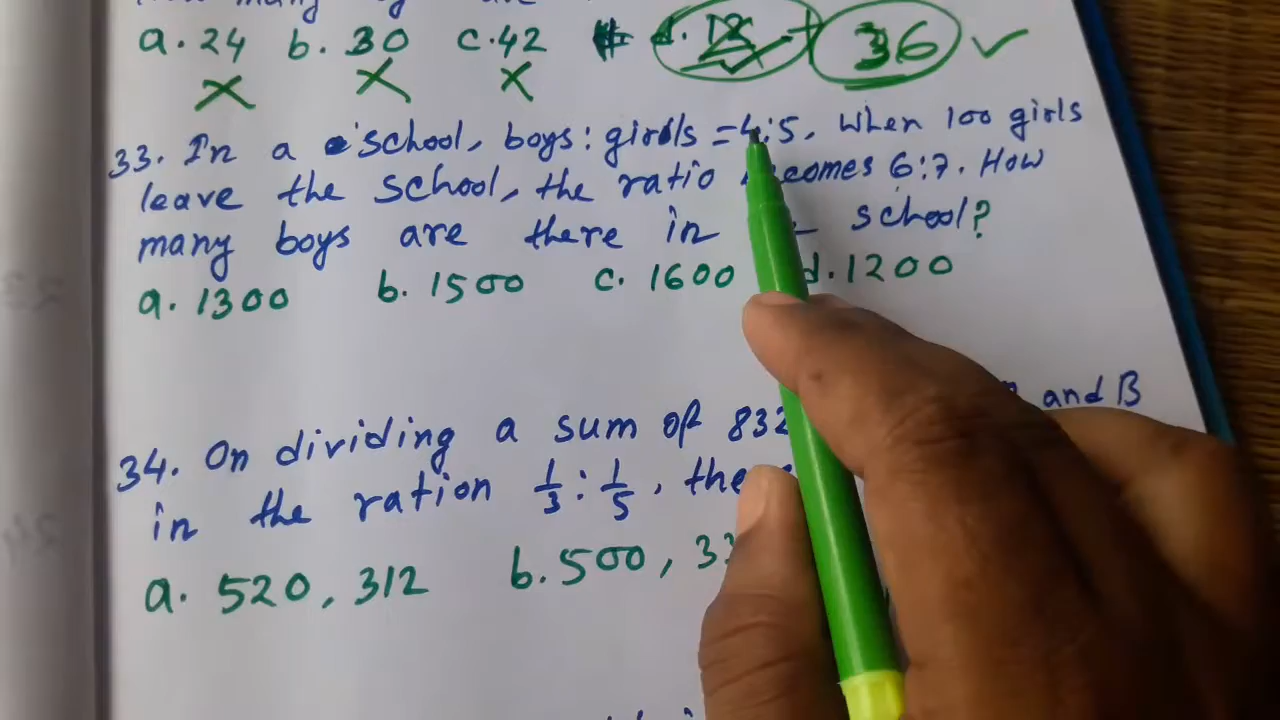 a. 24 b. 30 c. 42 d. 36 ✓
33. In a school, boys : girls = 4:5. When 100 girls
leave the school, the ratio comes 6:7. How
many boys are there in school?
a. 1300 b. 1500 c. 1600 d. 1200
34. On dividing a sum of 832 and B
in the ration 1/3 : 1/5, the
a. 520, 312 b. 500, 33